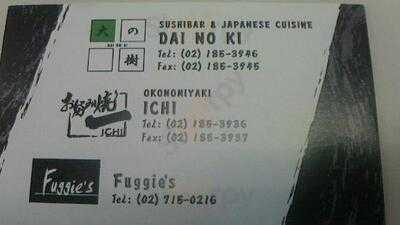 SUSHIBAR & JAPANESE CUISINE
大 の
DAI NO KI
樹
Tel: (02) 185-3946
Fax: (02) 185-3945
OKONOMIYAKI
お好み焼
一
ICHI
ICHI
Tel: (02) 185-3936
Fax: (02) 185-3937
Fuggie's
Fuggie's
Tel: (02) 715-0216